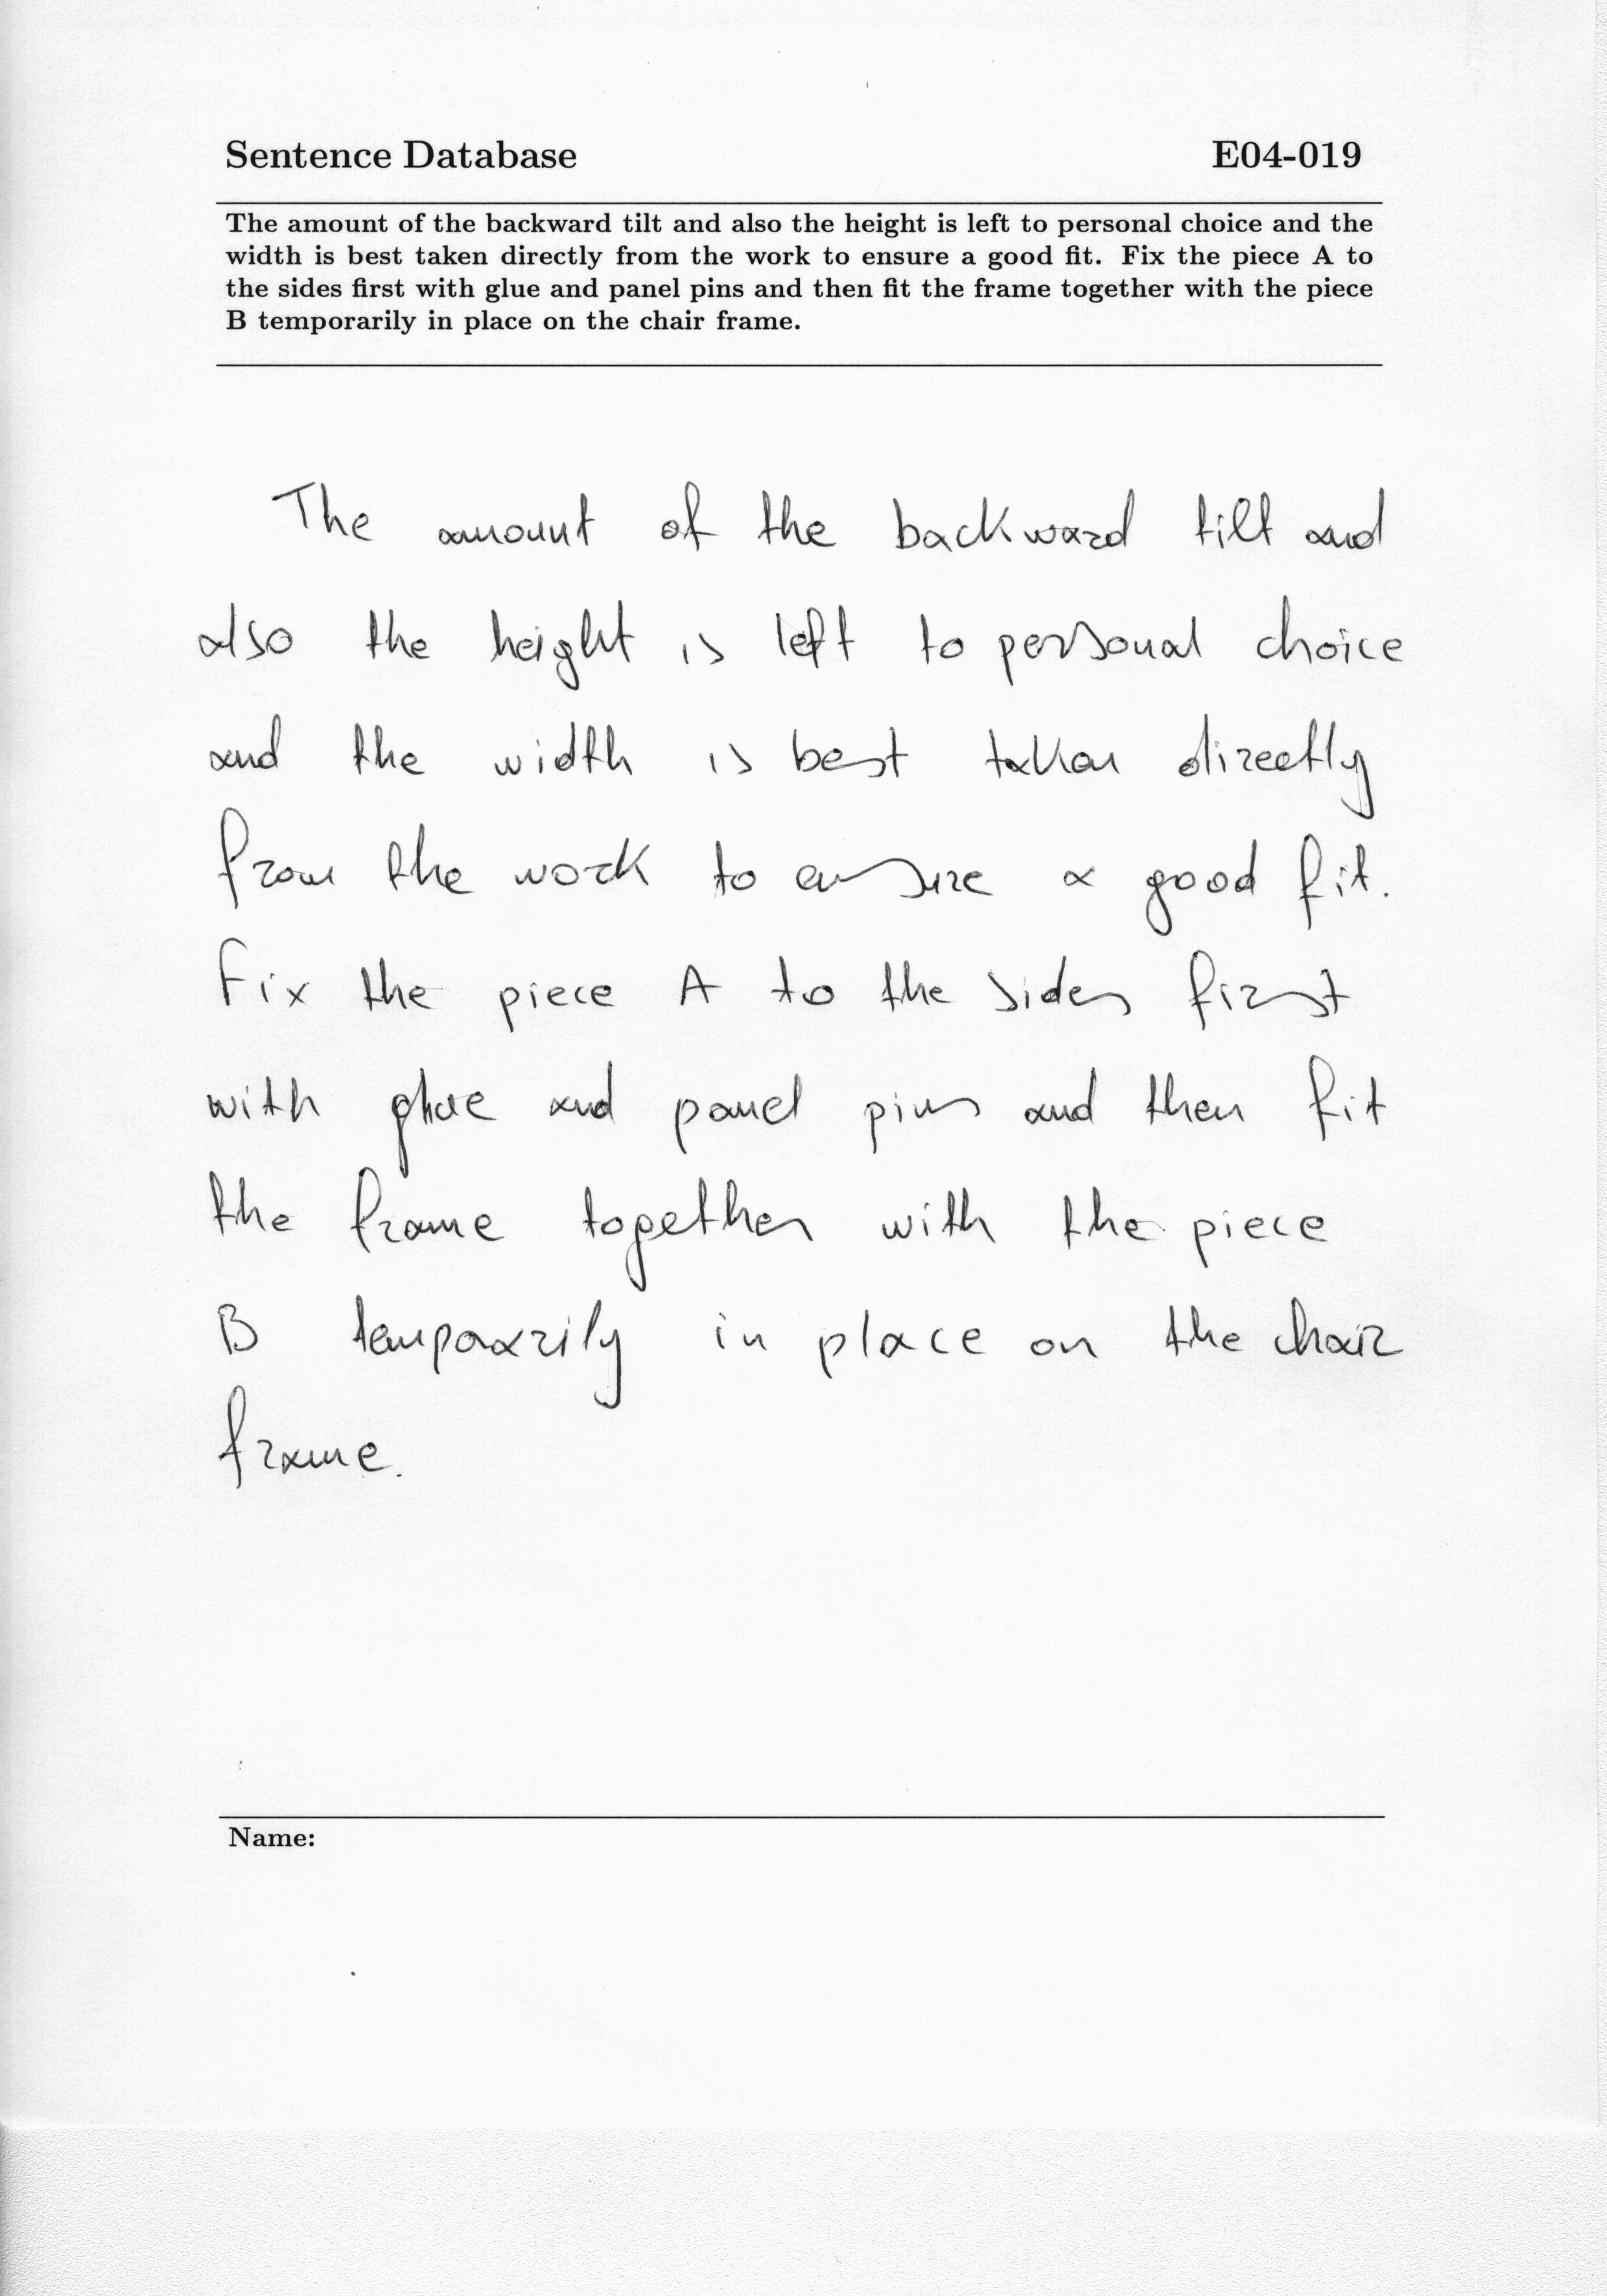 Sentence Database E04-019
The amount of the backward tilt and also the height is left to personal choice and the
width is best taken directly from the work to ensure a good fit. Fix the piece A to
the sides first with glue and panel pins and then fit the frame together with the piece
B temporarily in place on the chair frame.
The amount of the backward tilt and
also the height is left to personal choice
and the width is best taken directly
from the work to ensure a good fit.
Fix the piece A to the sides first
with glue and panel pins and then fit
the frame together with the piece
B tempoarily in place on the chair
frame.
Name: